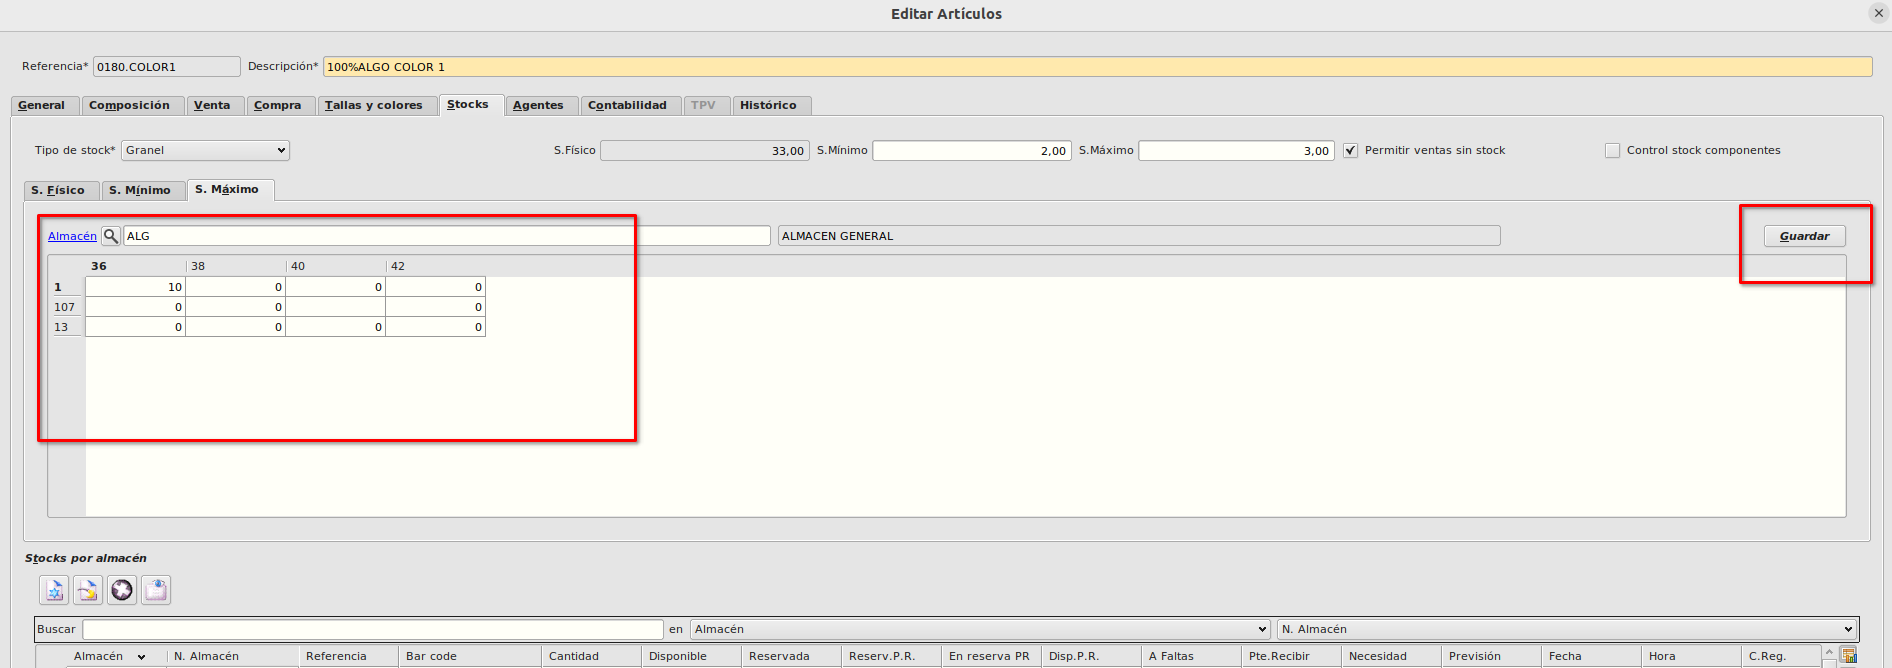 Editar Artículos
Referencia* 0180.COLOR1 Descripción* 100%ALGO COLOR 1
General Composición Venta Compra Tallas y colores Stocks Agentes Contabilidad TPV Histórico
Tipo de stock* Granel S.Físico 33,00 S.Mínimo 2,00 S.Máximo 3,00 Permitir ventas sin stock Control stock componentes
S. Físico S. Mínimo S. Máximo
Almacén ALG ALMACEN GENERAL Guardar
36 38 40 42
1 10 0 0 0
107 0 0 0
13 0 0 0 0
Stocks por almacén
Buscar en Almacén N. Almacén
Almacén N. Almacén Referencia Bar code Cantidad Disponible Reservada Reserv.P.R. En reserva PR Disp.P.R. A Faltas Pte.Recibir Necesidad Previsión Fecha Hora C.Reg.